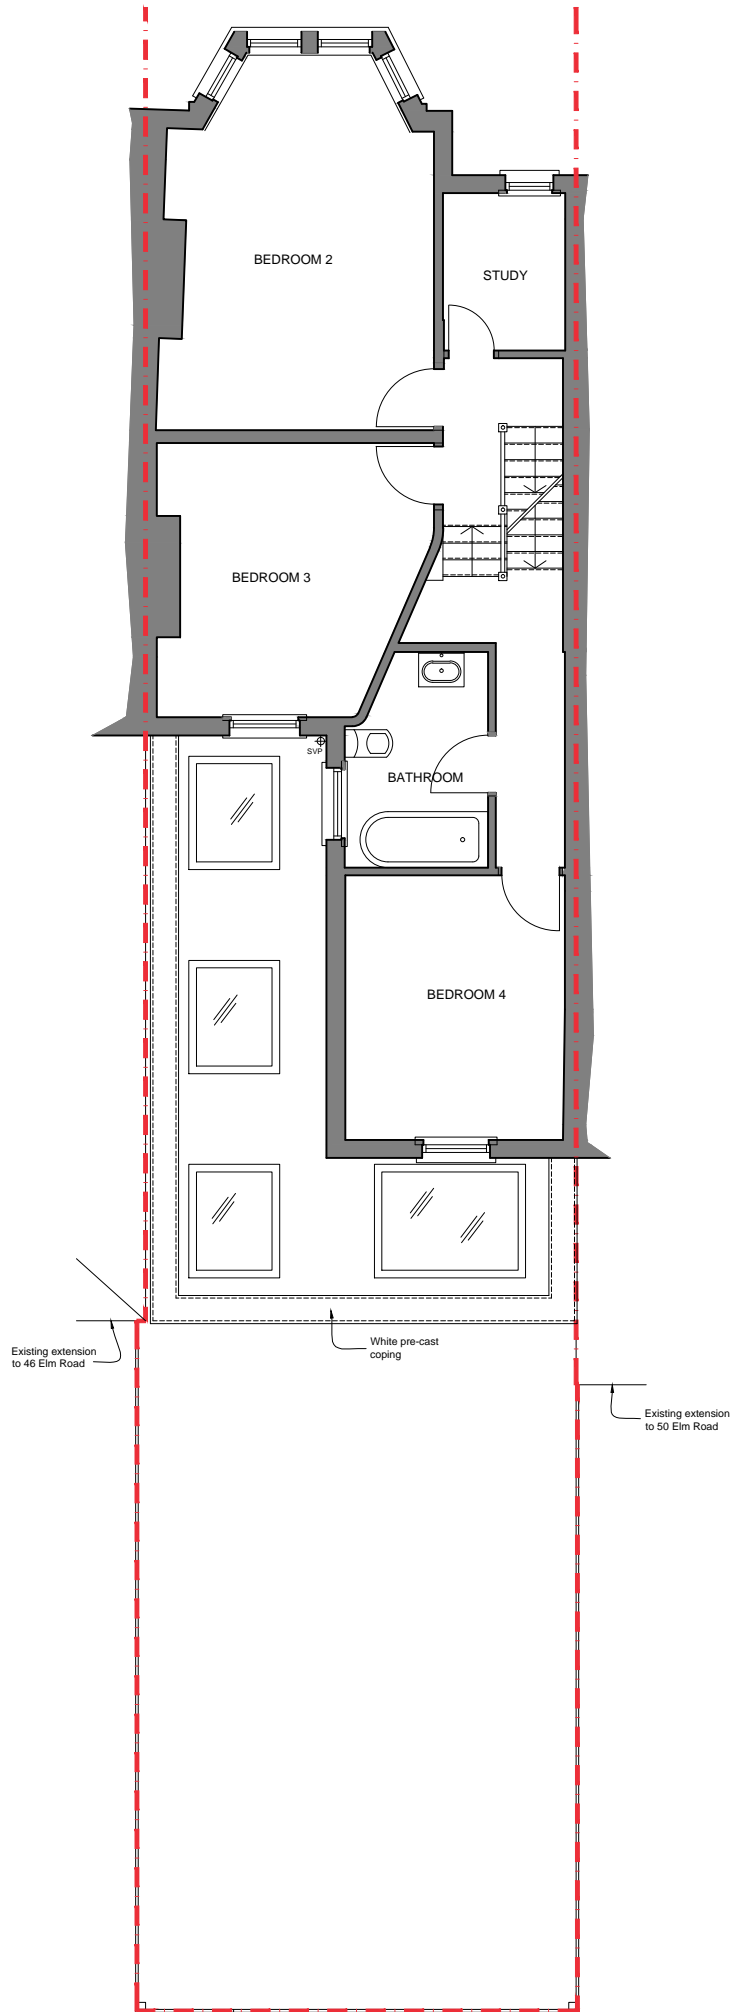 BEDROOM 2
STUDY
BEDROOM 3
SVP
BATHROOM
BEDROOM 4
White pre-cast
coping
Existing extension
to 46 Elm Road
Existing extension
to 50 Elm Road